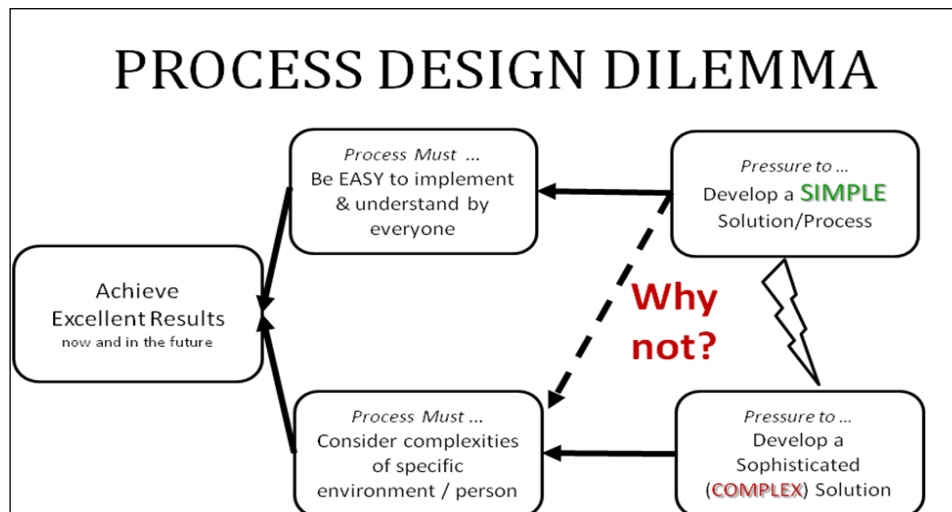 PROCESS DESIGN DILEMMA
Process Must ...
Be EASY to implement
& understand by
everyone
Pressure to ...
Develop a SIMPLE
Solution/Process
Achieve
Excellent Results
now and in the future
Why
not?
Process Must ...
Consider complexities
of specific
environment / person
Pressure to ...
Develop a
Sophisticated
(COMPLEX) Solution